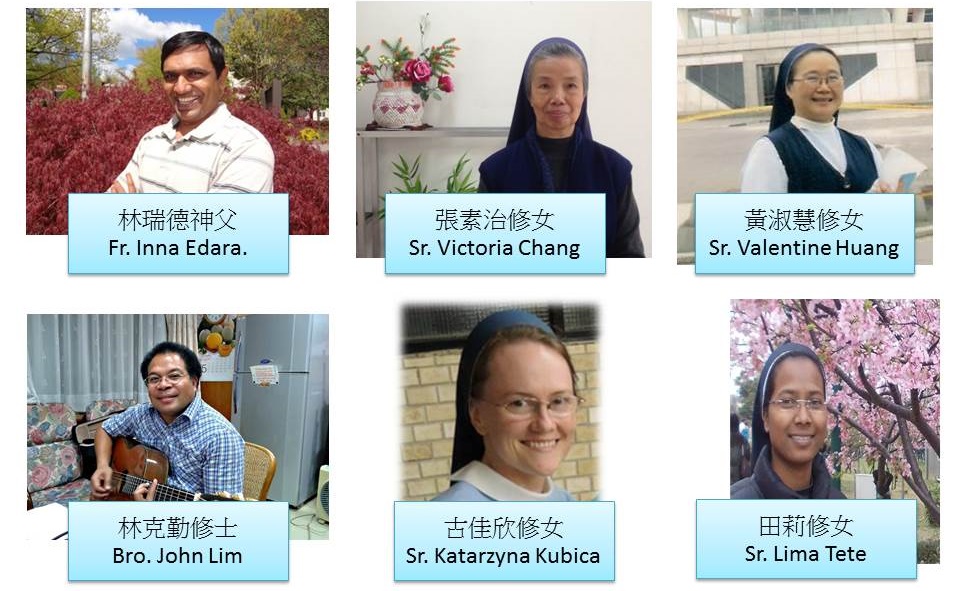 林瑞德神父
Fr. Inna Edara.
張素治修女
Sr. Victoria Chang
黃淑慧修女
Sr. Valentine Huang
林克勤修士
Bro. John Lim
古佳欣修女
Sr. Katarzyna Kubica
田莉修女
Sr. Lima Tete